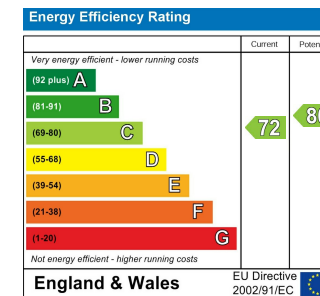 Energy Efficiency Rating
Current
Very energy efficient - lower running costs
(92 plus) A
(81-91) B
(69-80) C
(55-68) D
(39-54) E
(21-38) F
(1-20) G
72
Not energy efficient - higher running costs
England & Wales
EU Directive
2002/91/EC